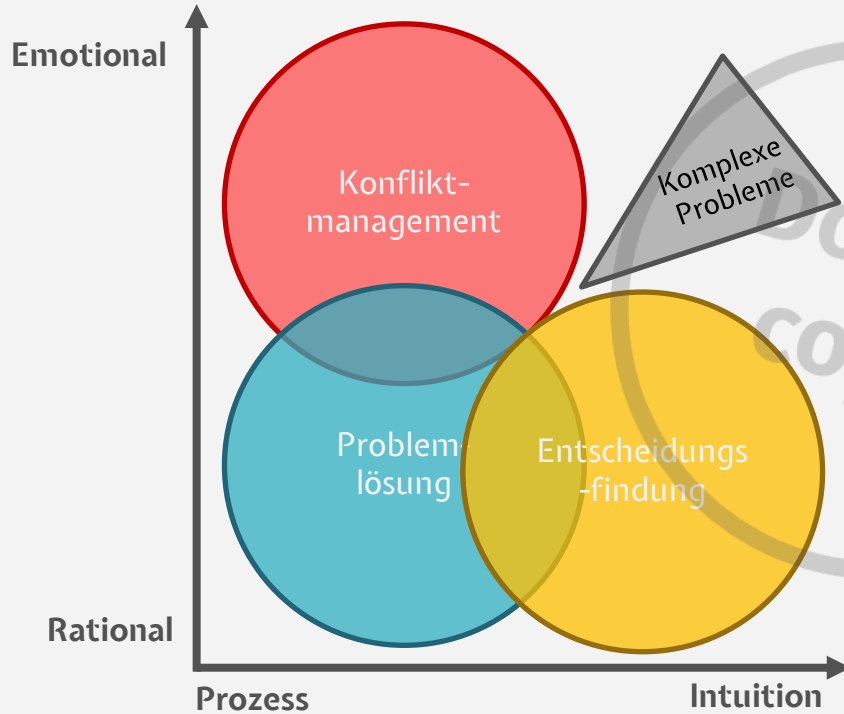 Emotional
Konflikt-
management
Komplexe
Probleme
Problem-
lösung
Entscheidungs
-findung
Rational
Prozess
Intuition